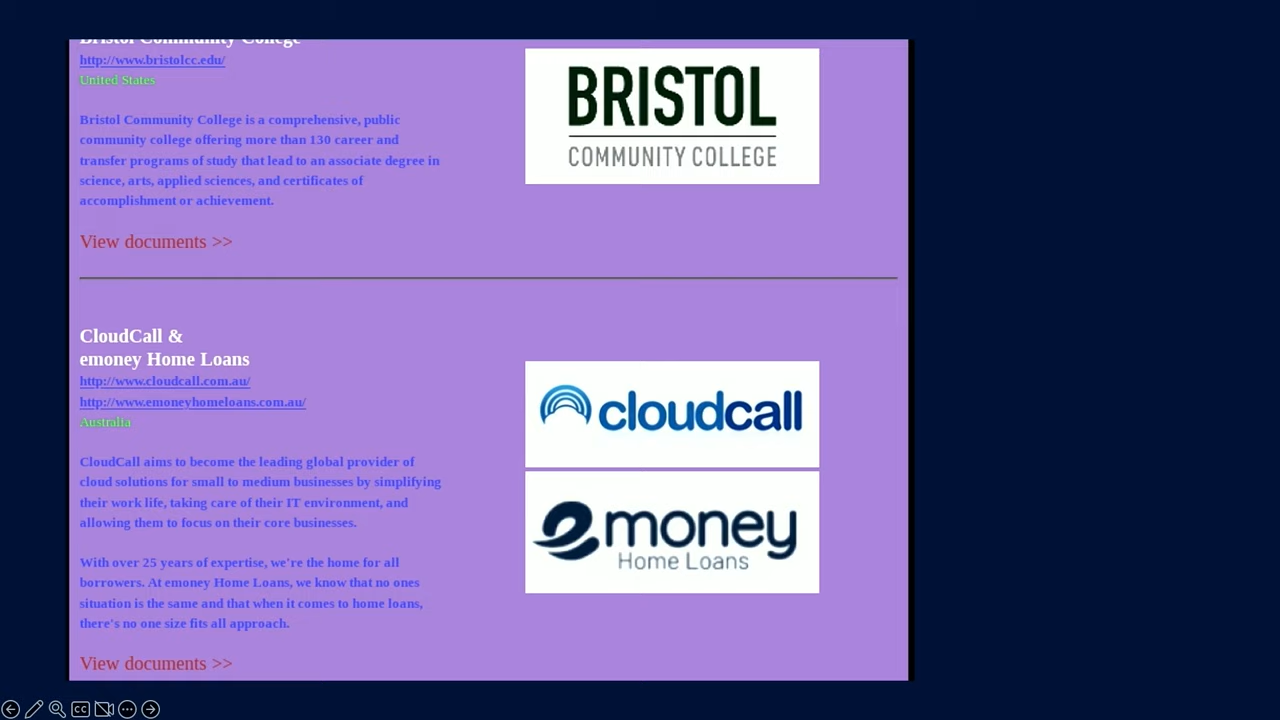 Bristol Community College
http://www.bristolcc.edu/
United States
Bristol Community College is a comprehensive, public
community college offering more than 130 career and
transfer programs of study that lead to an associate degree in
science, arts, applied sciences, and certificates of
accomplishment or achievement.
View documents >>
BRISTOL
COMMUNITY COLLEGE
CloudCall &
emoney Home Loans
http://www.cloudcall.com.au/
http://www.emoneyhomeloans.com.au/
Australia
CloudCall aims to become the leading global provider of
cloud solutions for small to medium businesses by simplifying
their work life, taking care of their IT environment, and
allowing them to focus on their core businesses.
With over 25 years of expertise, we're the home for all
borrowers. At emoney Home Loans, we know that no ones
situation is the same and that when it comes to home loans,
there's no one size fits all approach.
View documents >>
cloudcall
emoney
Home Loans
CC